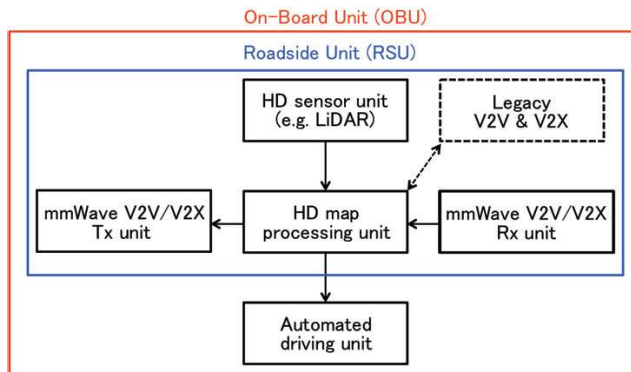 On-Board Unit (OBU)
Roadside Unit (RSU)
HD sensor unit
(e.g. LiDAR)
Legacy
V2V & V2X
mmWave V2V/V2X
Tx unit
HD map
processing unit
mmWave V2V/V2X
Rx unit
Automated
driving unit